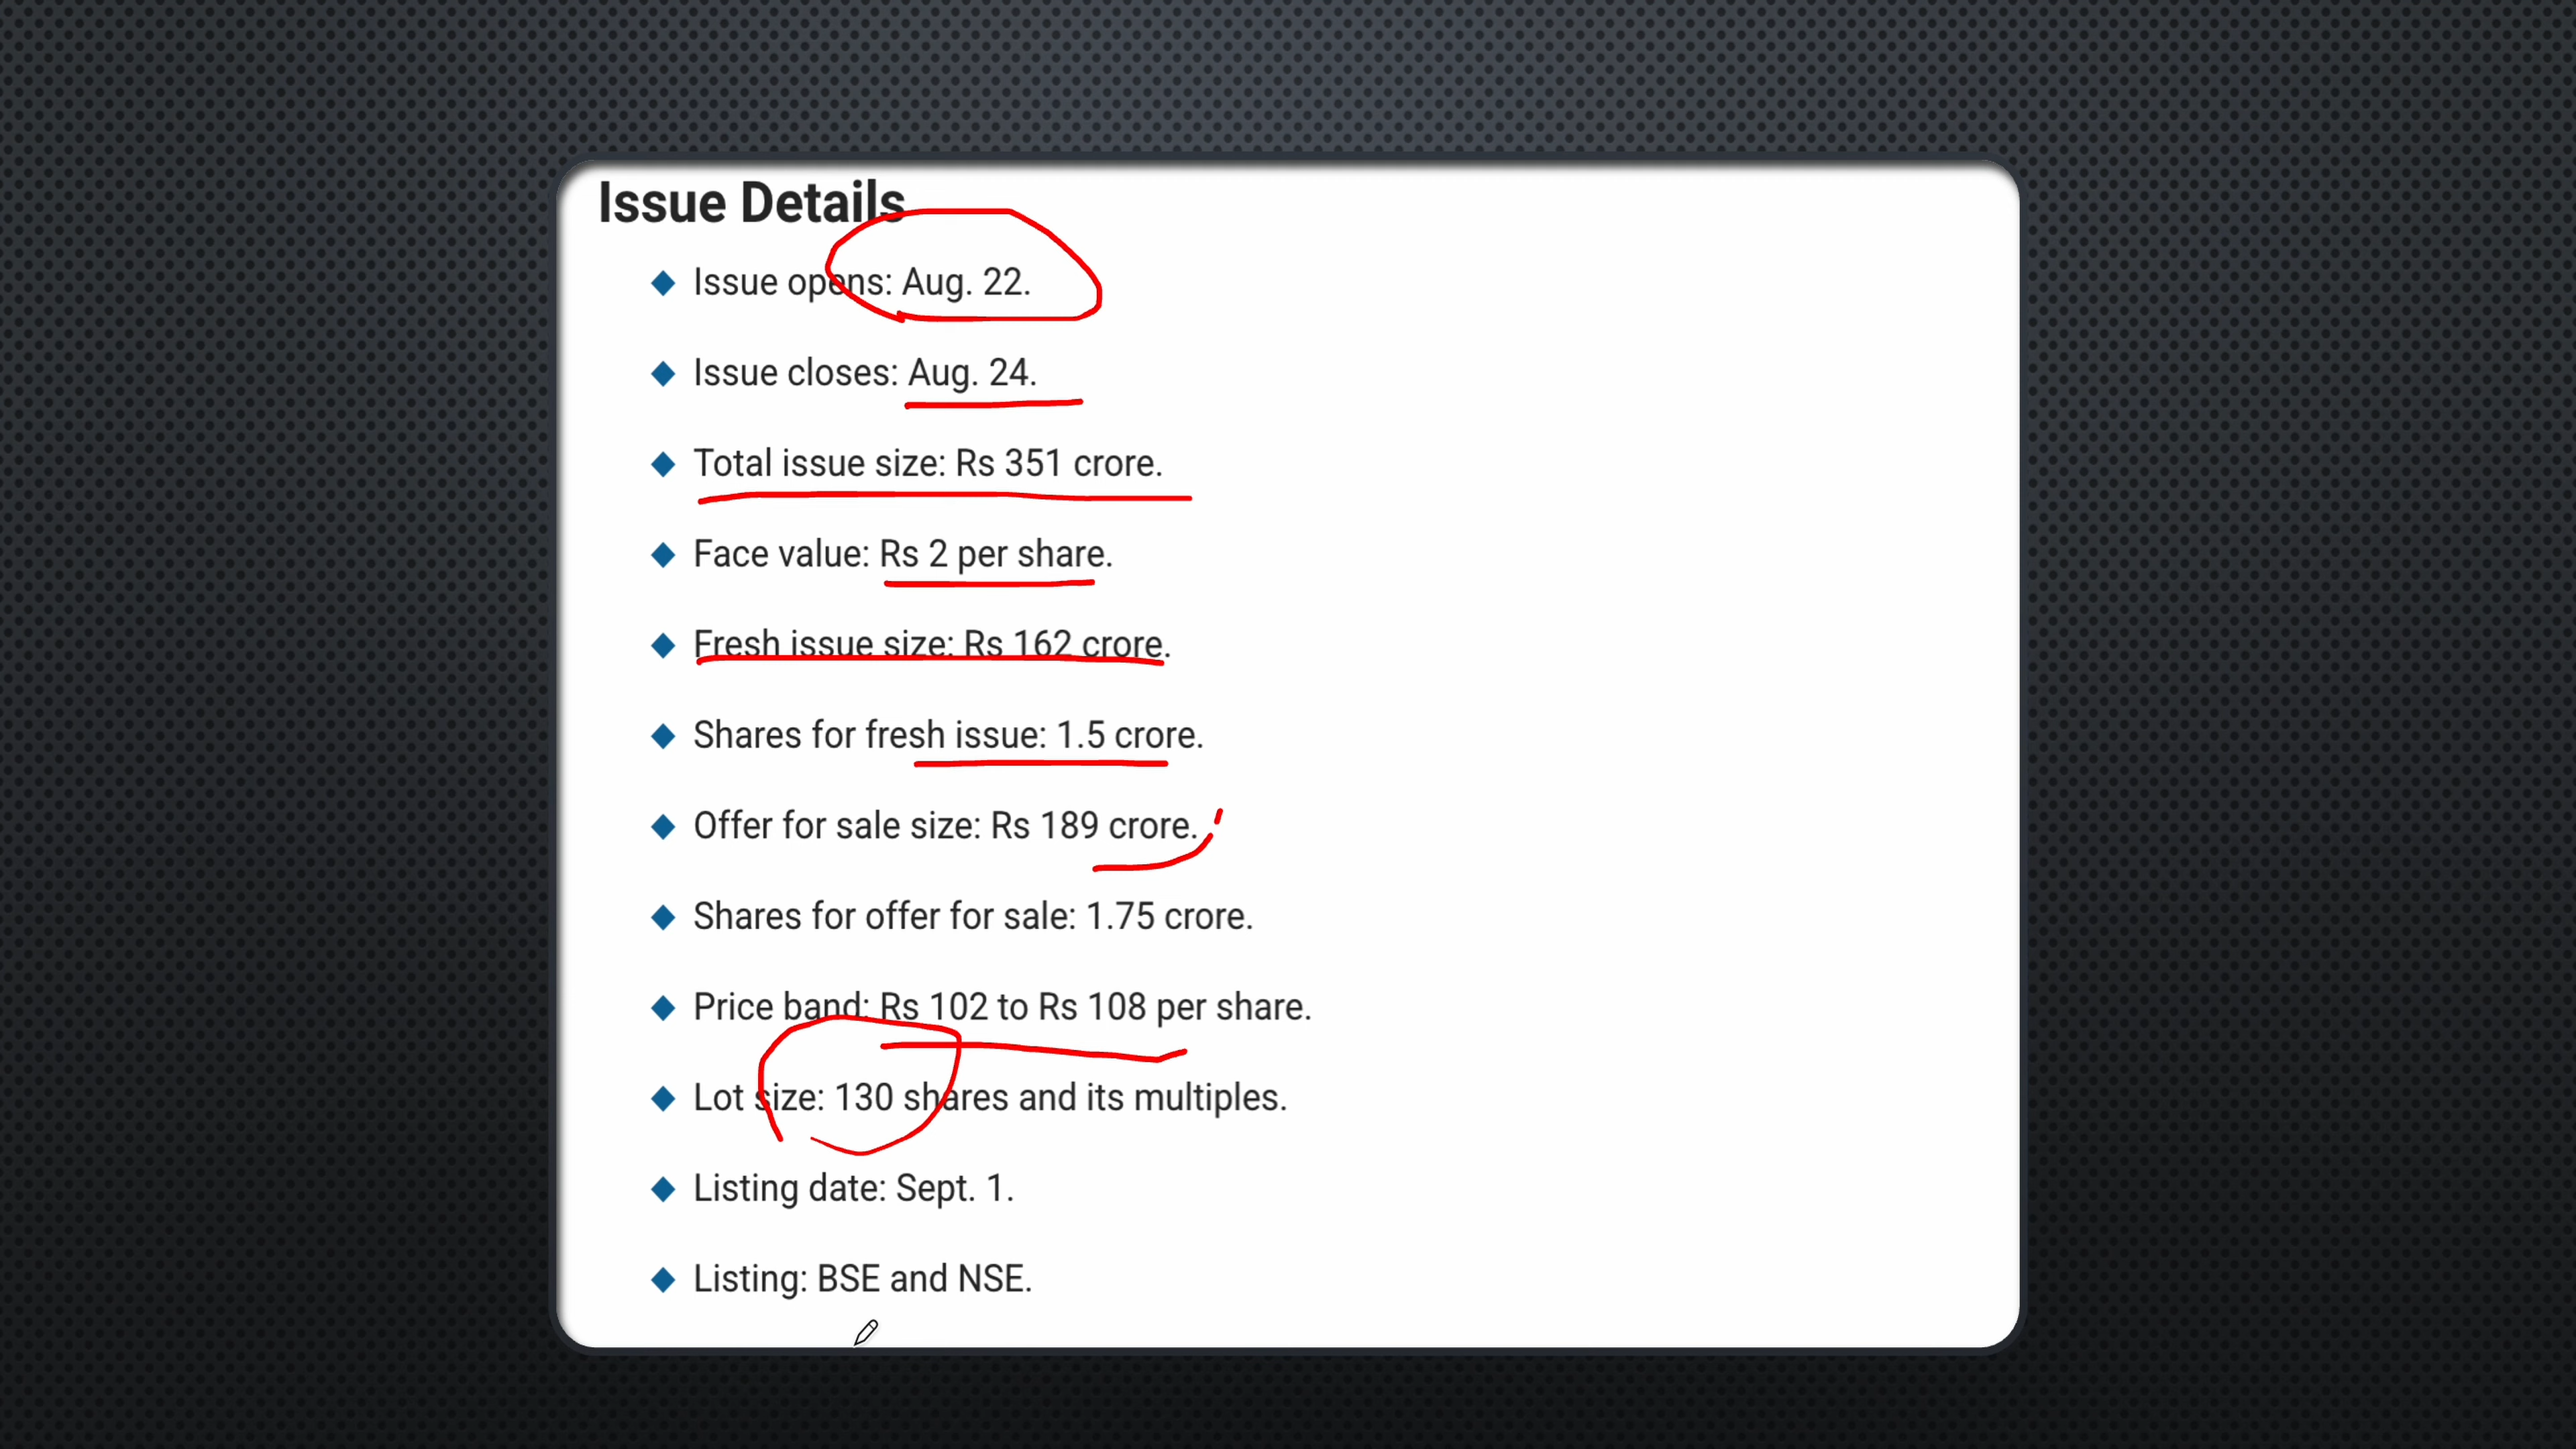 Issue Details
Issue opens: Aug. 22.
Issue closes: Aug. 24.
Total issue size: Rs 351 crore.
Face value: Rs 2 per share.
Fresh issue size: Rs 162 crore.
Shares for fresh issue: 1.5 crore.
Offer for sale size: Rs 189 crore.
Shares for offer for sale: 1.75 crore.
Price band: Rs 102 to Rs 108 per share.
Lot size: 130 shares and its multiples.
Listing date: Sept. 1.
Listing: BSE and NSE.